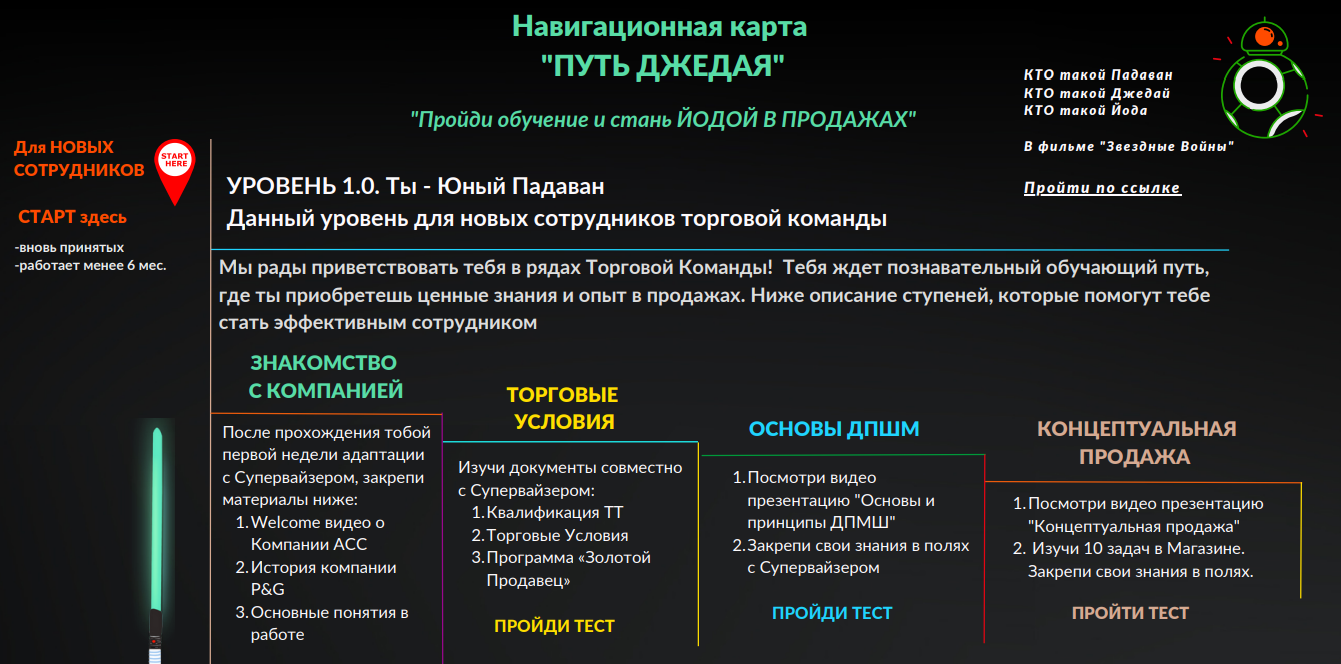 Навигационная карта
"ПУТЬ ДЖЕДАЯ"
"Пройди обучение и стань ЙОДОЙ В ПРОДАЖАХ"
КТО такой Падаван
КТО такой Джедай
КТО такой Йода
В фильме "Звездные Войны"
Пройти по ссылке
Для НОВЫХ
СОТРУДНИКОВ
START
HERE
СТАРТ здесь
-вновь принятых
-работает менее 6 мес.
УРОВЕНЬ 1.0. Ты - Юный Падаван
Данный уровень для новых сотрудников торговой команды
Мы рады приветствовать тебя в рядах Торговой Команды! Тебя ждет познавательный обучающий путь,
где ты приобретешь ценные знания и опыт в продажах. Ниже описание ступеней, которые помогут тебе
стать эффективным сотрудником
ЗНАКОМСТВО
С КОМПАНИЕЙ
После прохождения тобой
первой недели адаптации
с Супервайзером, закрепи
материалы ниже:
1. Welcome видео о
Компании АСС
2. История компании
P&G
3. Основные понятия в
работе
ТОРГОВЫЕ
УСЛОВИЯ
Изучи документы совместно
с Супервайзером:
1. Квалификация ТТ
2. Торговые Условия
3. Программа «Золотой
Продавец»
ПРОЙДИ ТЕСТ
ОСНОВЫ ДПШМ
1. Посмотри видео
презентацию "Основы и
принципы ДПМШ"
2. Закрепи свои знания в полях
с Супервайзером
ПРОЙДИ ТЕСТ
КОНЦЕПТУАЛЬНАЯ
ПРОДАЖА
1. Посмотри видео презентацию
"Концептуальная продажа"
2. Изучи 10 задач в Магазине.
Закрепи свои знания в полях.
ПРОЙТИ ТЕСТ